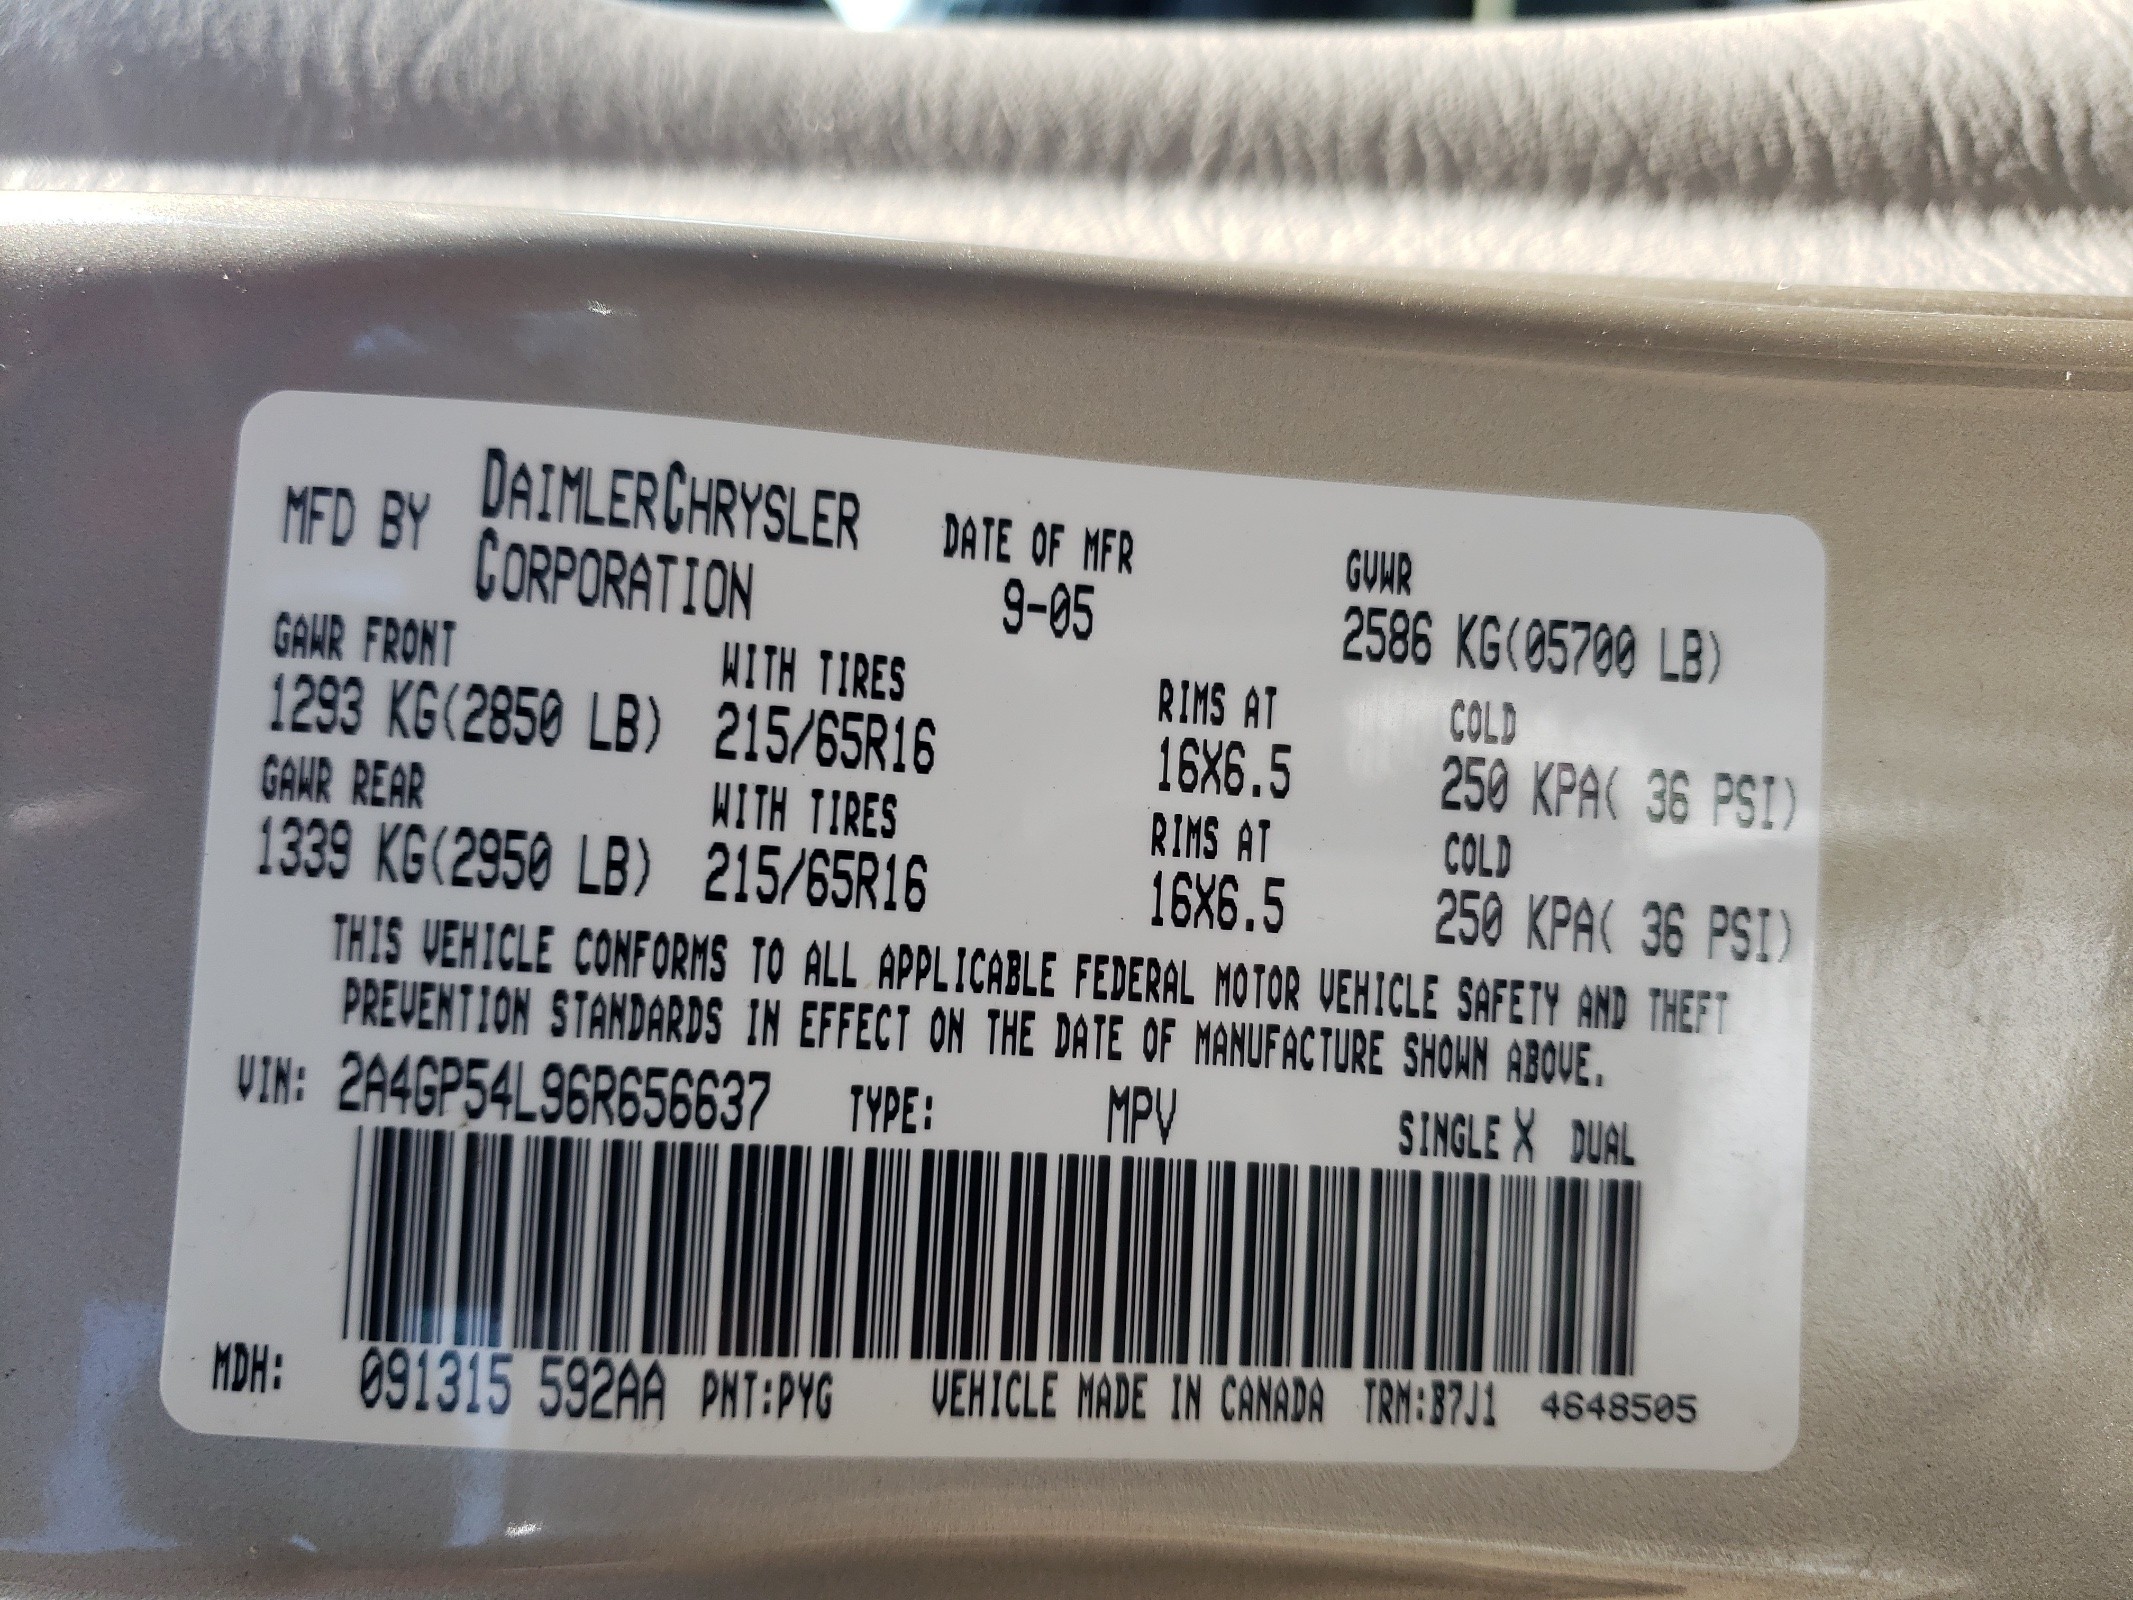 MFD BY DAIMLERCHRYSLER CORPORATION
DATE OF MFR
9-05
GVWR
2586 KG(05700 LB)
GAWR FRONT WITH TIRES RIMS AT COLD
1293 KG(2850 LB) 215/65R16 16X6.5 250 KPA( 36 PSI)
GAWR REAR WITH TIRES RIMS AT COLD
1339 KG(2950 LB) 215/65R16 16X6.5 250 KPA( 36 PSI)
THIS VEHICLE CONFORMS TO ALL APPLICABLE FEDERAL MOTOR VEHICLE SAFETY AND THEFT
PREVENTION STANDARDS IN EFFECT ON THE DATE OF MANUFACTURE SHOWN ABOVE.
VIN: 2A4GP54L96R656637 TYPE: MPV SINGLE X DUAL
MDH: 091315 592AA PNT:PYG VEHICLE MADE IN CANADA TRM:B7J1 4648505